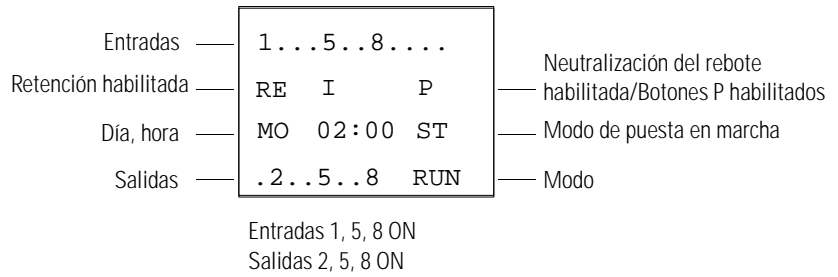 Entradas
1...5..8....
Retención habilitada
RE I P
Neutralización del rebote
habilitada/Botones P habilitados
Día, hora
MO 02:00 ST
Modo de puesta en marcha
Salidas
.2..5..8 RUN
Modo
Entradas 1, 5, 8 ON
Salidas 2, 5, 8 ON